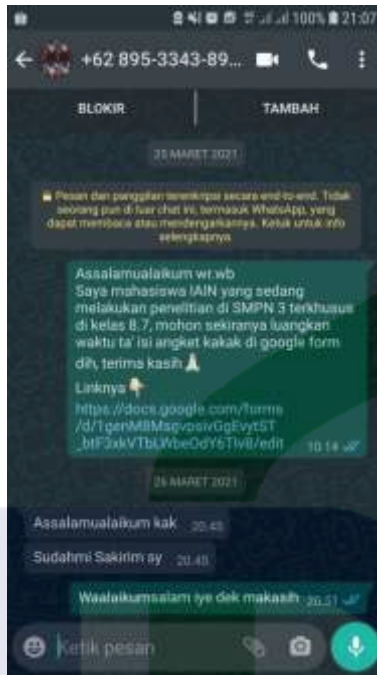 100% 21:07
+62 895-3343-89...
BLOKIR
TAMBAH
25 MARET 2021
Pesan dan panggilan terenkripsi secara end-to-end. Tidak
seorang pun di luar chat ini, termasuk WhatsApp, yang
dapat membaca atau mendengarkannya. Ketuk untuk info
selengkapnya.
Assalamualaikum wr.wb
Saya mahasiswa IAIN yang sedang
melakukan penelitian di SMPN 3 terkhusus
di kelas 8.7, mohon sekiranya luangkan
waktu ta' isi angket kakak di google form
dih, terima kasih 🙏
Linknya 👇
https://docs.google.com/forms
10.14
26 MARET 2021
Assalamualaikum kak 20.45
Sudahmi Sakirim sy 20.45
Waalaikumsalam iye dek makasih 20.51
Ketik pesan